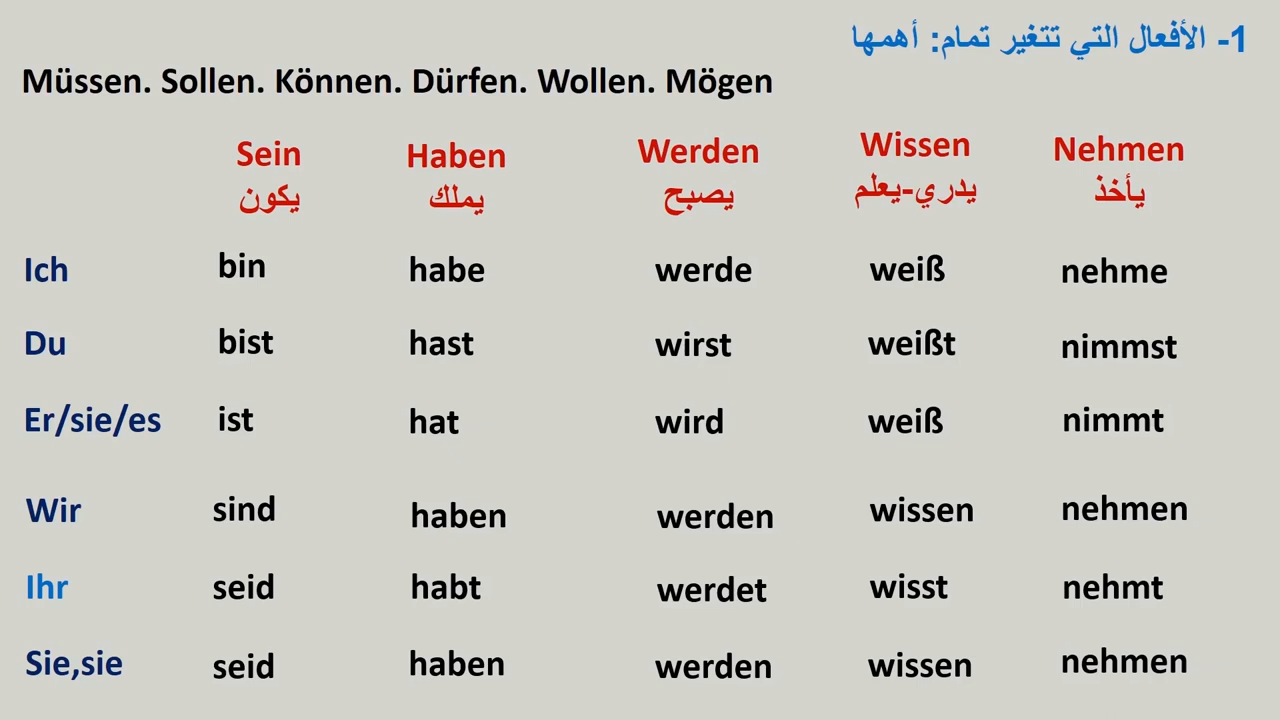 1- الأفعال التي تتغير تمام: أهمها
Müssen. Sollen. Können. Dürfen. Wollen. Mögen
Sein Haben Werden Wissen Nehmen
يكون يملك يصبح يدري-يعلم يأخذ
Ich bin habe werde weiß nehme
Du bist hast wirst weißt nimmst
Er/sie/es ist hat wird weiß nimmt
Wir sind haben werden wissen nehmen
Ihr seid habt werdet wisst nehmt
Sie,sie seid haben werden wissen nehmen